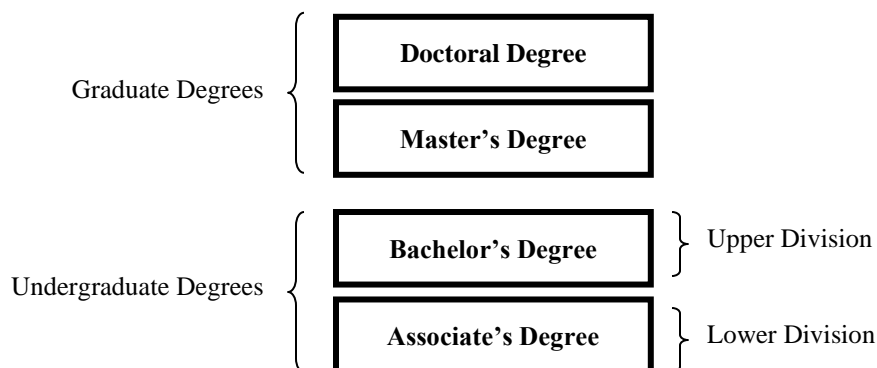 Doctoral Degree
Graduate Degrees
Master’s Degree
Bachelor’s Degree
Upper Division
Undergraduate Degrees
Associate’s Degree
Lower Division